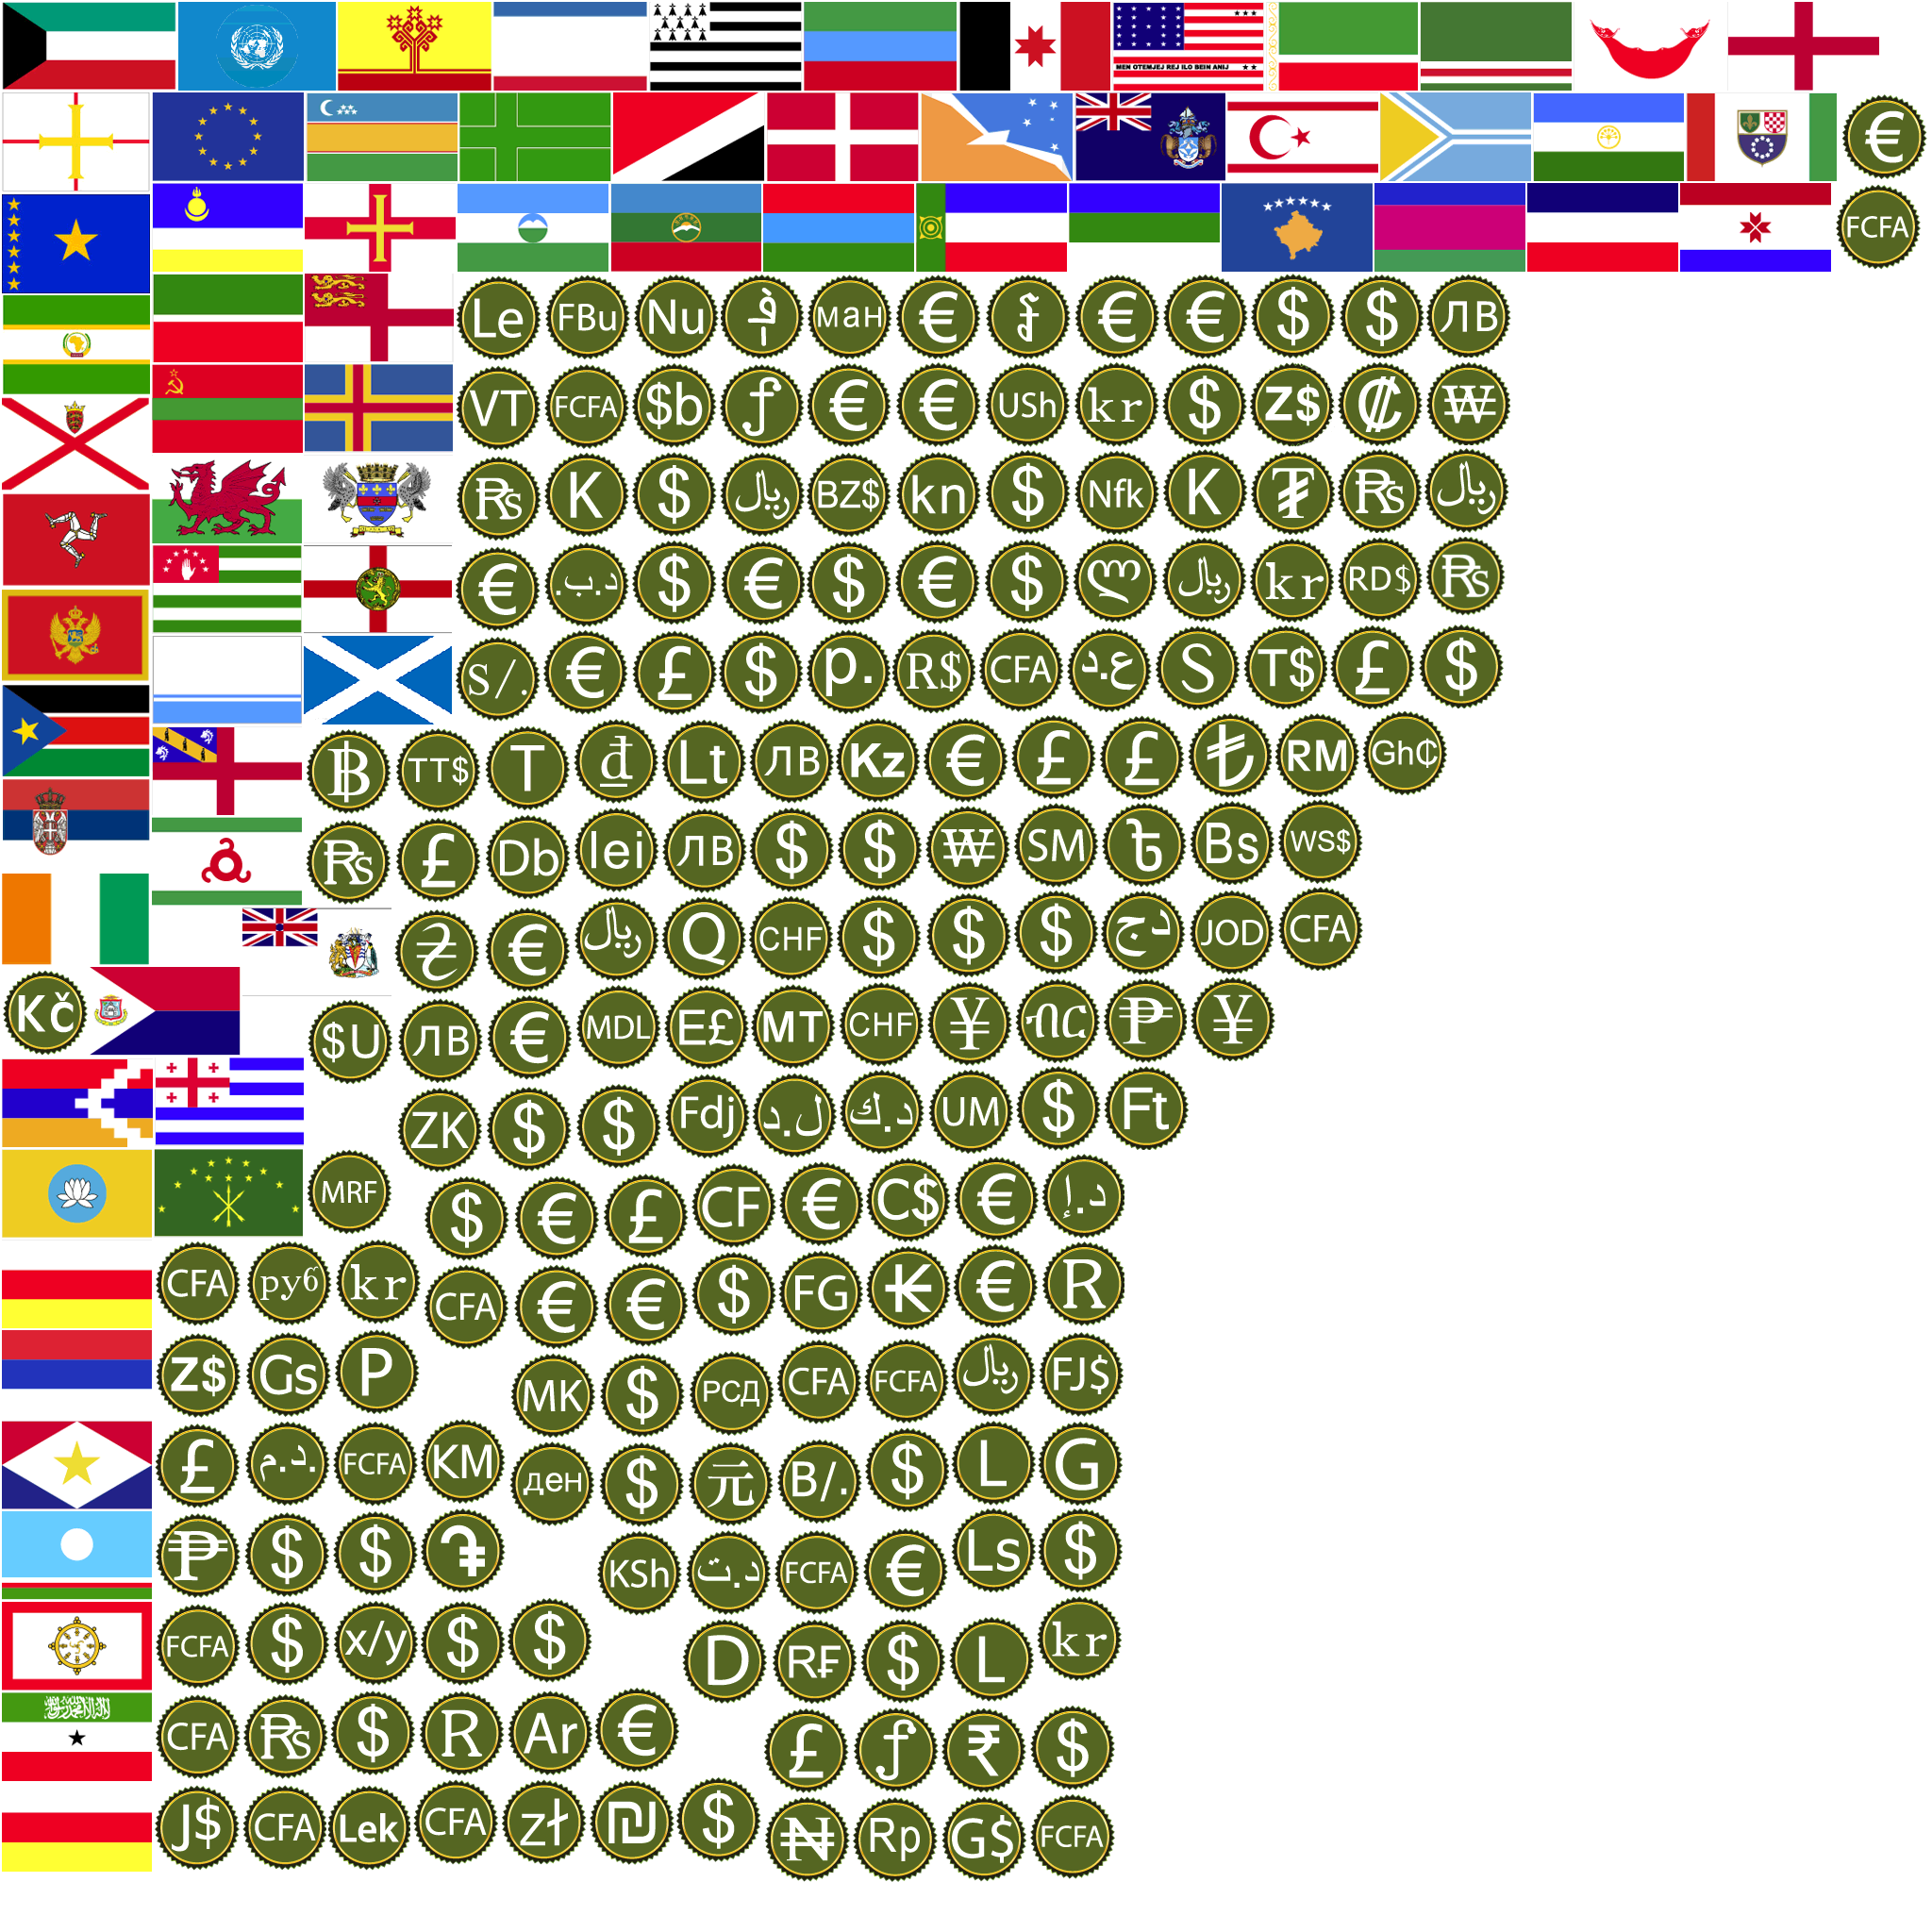 MEN OTEMJEJ REJ ILO BEIN ANIJ
€
FCFA
Le FBu Nu ман € € € $ $ ЛВ
VT FCFA $b ƒ € € USh kr $ Z$ ₡ ₩
₨ K $ ﷼ BZ$ kn $ Nfk K ₮ ₨ ﷼
€ .د.ب $ € $ € $ ლ ﷼ kr RD$ ₨
S/. € £ $ p. R$ CFA ع.د S T$ £ $
฿ TT$ T ₫ Lt ЛВ Kz € £ £ ₺ RM Gh₵
₨ £ Db lei ЛВ $ $ ₩ SM ₾ Bs WS$
₴ € ﷼ Q CHF $ $ $ دج JOD CFA
Kč
$U ЛВ € MDL E£ MT CHF ¥ ብር ₱ ¥
ZK $ $ Fdj ل.د د.ك UM $ Ft
MRF $ € £ CF € C$ € د.إ
CFA руб kr CFA € € $ FG ₭ € R
Z$ Gs P MK $ РСД CFA FCFA ﷼ FJ$
£ د.م. FCFA KM ден $ 元 B/. $ L G
₱ $ $ ֏ KSh د.ت FCFA € Ls $
FCFA $ x/y $ $ D R₣ $ L kr
CFA ₨ $ R Ar € £ ƒ ₹ $
J$ CFA Lek CFA zł ₪ $ ₦ Rp G$ FCFA